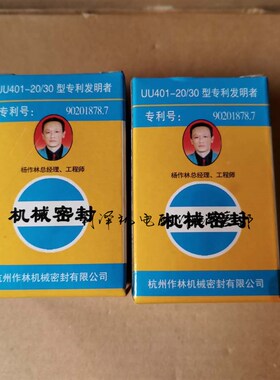 UU401-20/30 型专利发明者
专利号: 90201878.7
杨作林总经理。工程师
机械密封
杭州作林机械密封有限公司
UU401-20/30 型专利发明者
专利号: 90201878.7
杨作林总经理。工程师
机械密封
杭州作林机械密封有限公司